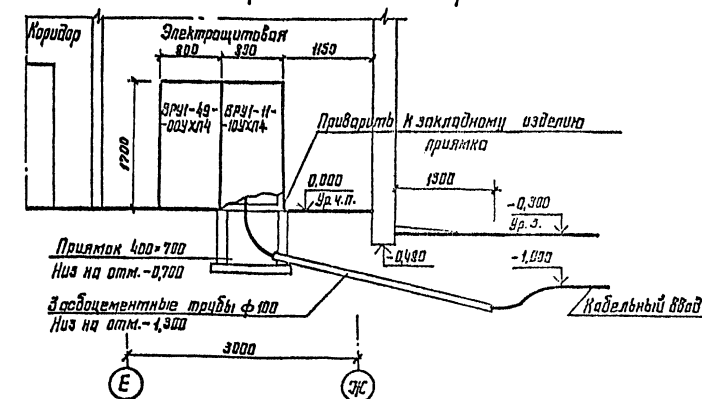 Коридор
Электрощитовая
800
800
1150
ВРУ1-49-
-00УХЛ4
ВРУ1-11-
-10УХЛ4
1700
Приварить к закладному изделию
приямка
0,000
Ур.ч.п.
1300
-0,300
Ур.з.
Приямок 400×700
Низ на отм.-0,700
-0,480
-1,000
3 асбоцементные трубы ф100
Низ на отм.-1,300
Кабельный ввод
3000
Е
Ж